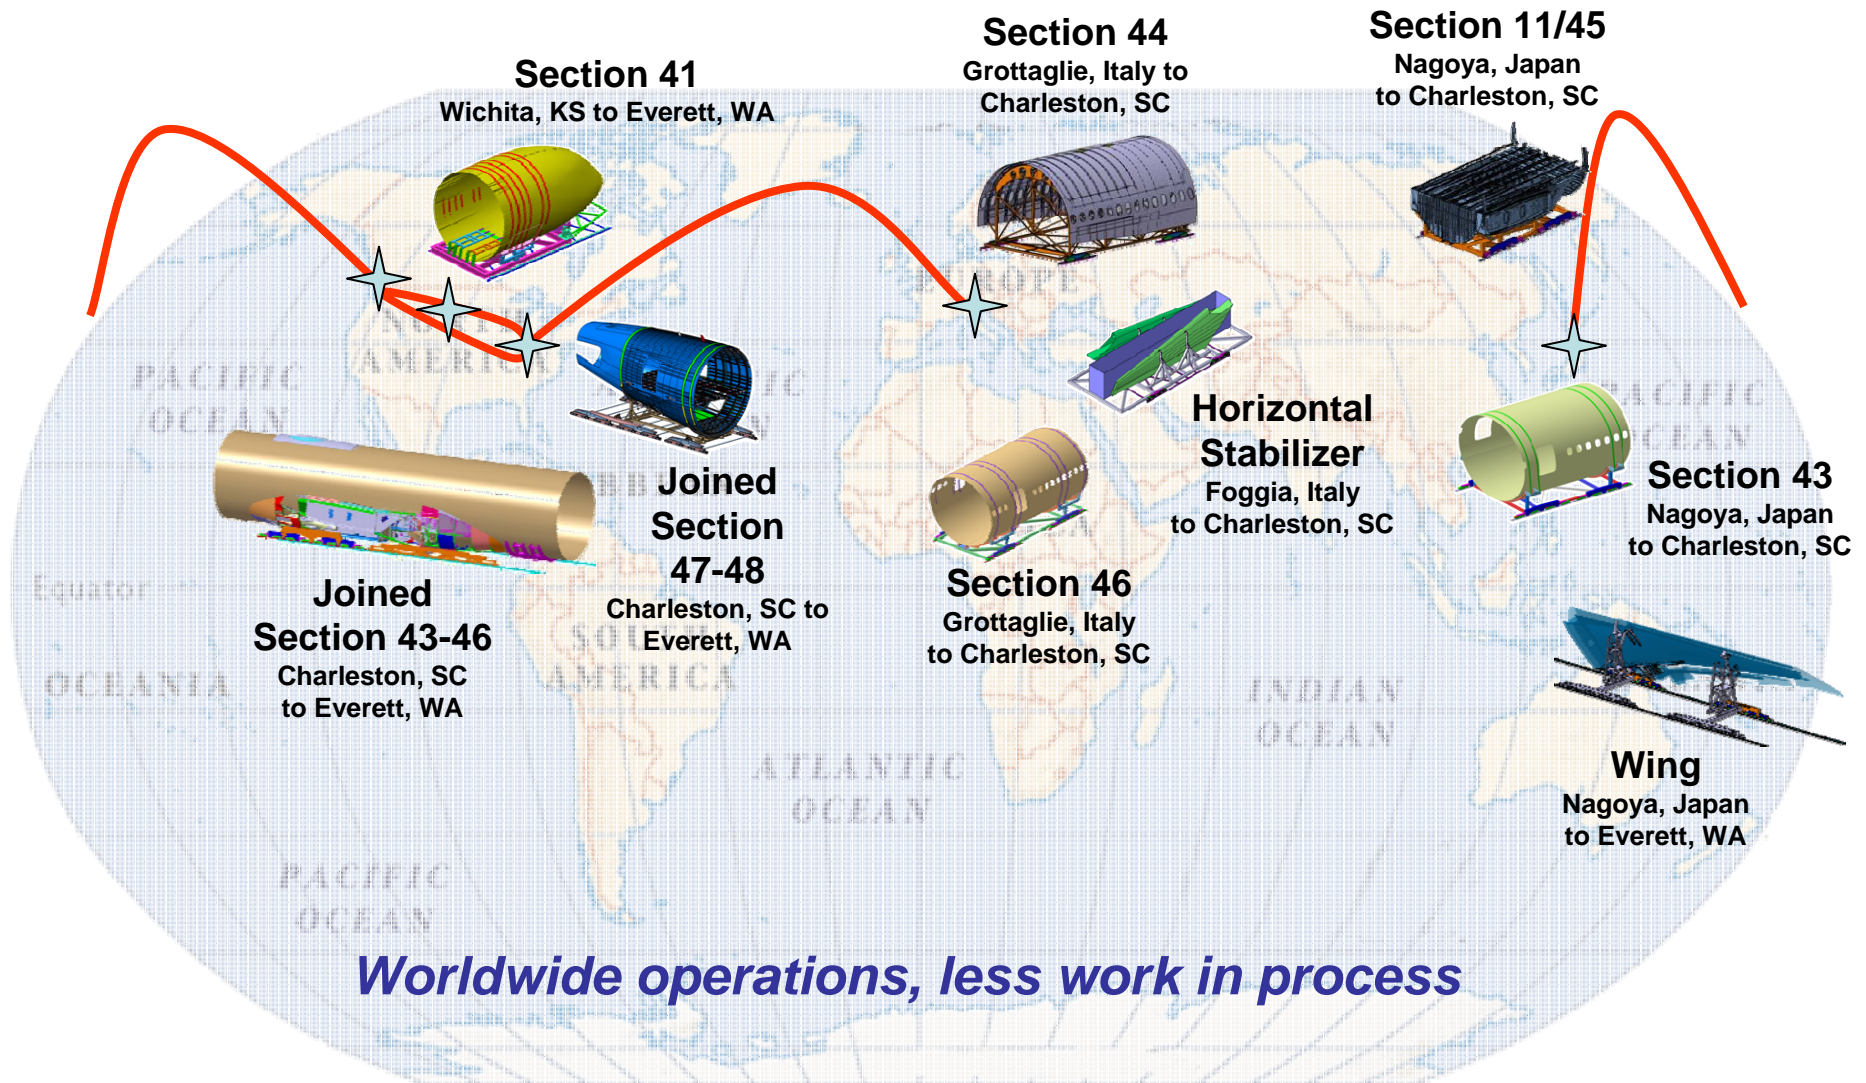 Section 41
Wichita, KS to Everett, WA
Section 44
Grottaglie, Italy to
Charleston, SC
Section 11/45
Nagoya, Japan
to Charleston, SC
EUROPE
NORTH
AMERICA
PACIFIC
OCEAN
Horizontal
Stabilizer
Foggia, Italy
to Charleston, SC
PACIFIC
OCEAN
Section 43
Nagoya, Japan
to Charleston, SC
Joined
Section
47-48
Charleston, SC to
Everett, WA
Section 46
Grottaglie, Italy
to Charleston, SC
Equator
Joined
Section 43-46
Charleston, SC
to Everett, WA
OCEANIA
SOUTH
AMERICA
INDIAN
OCEAN
Wing
Nagoya, Japan
to Everett, WA
ATLANTIC
OCEAN
PACIFIC
OCEAN
Worldwide operations, less work in process